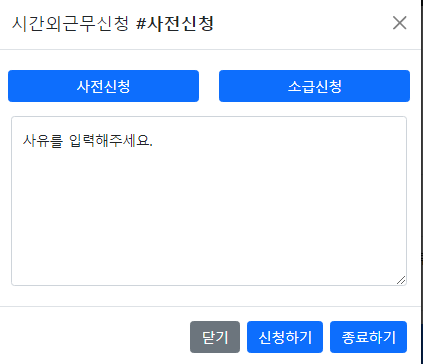 시간외근무신청 #사전신청
사전신청 소급신청
사유를 입력해주세요.
닫기 신청하기 종료하기